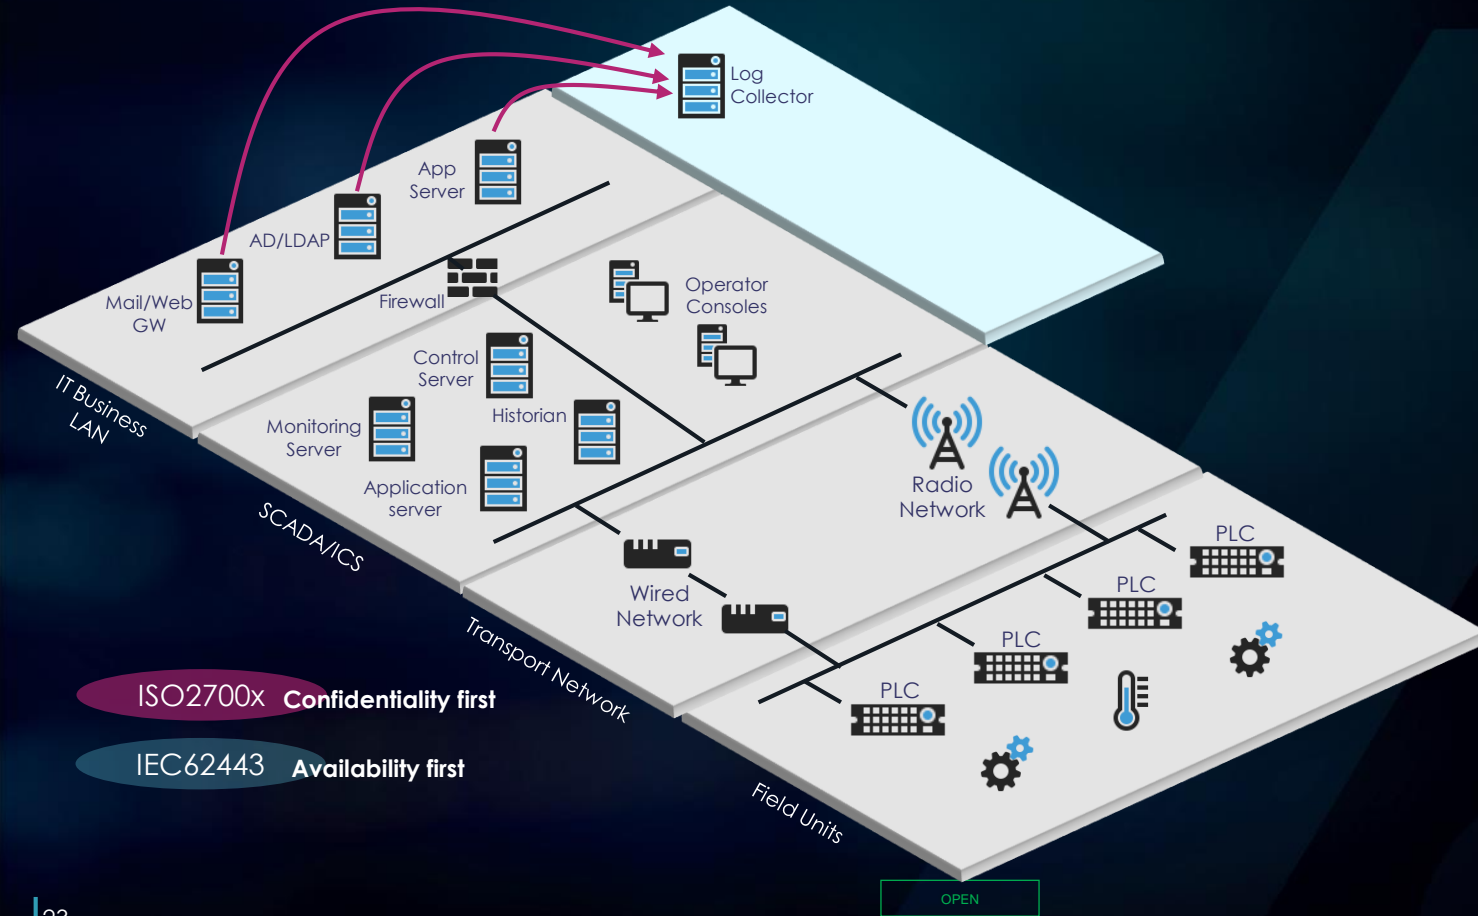 Log
Collector
App
Server
AD/LDAP
Mail/Web
GW
Firewall
Operator
Consoles
Control
Server
Historian
Monitoring
Server
Application
server
IT Business
LAN
SCADA/ICS
Radio
Network
Wired
Network
Transport Network
PLC
PLC
PLC
PLC
Field Units
ISO2700x Confidentiality first
IEC62443 Availability first
OPEN